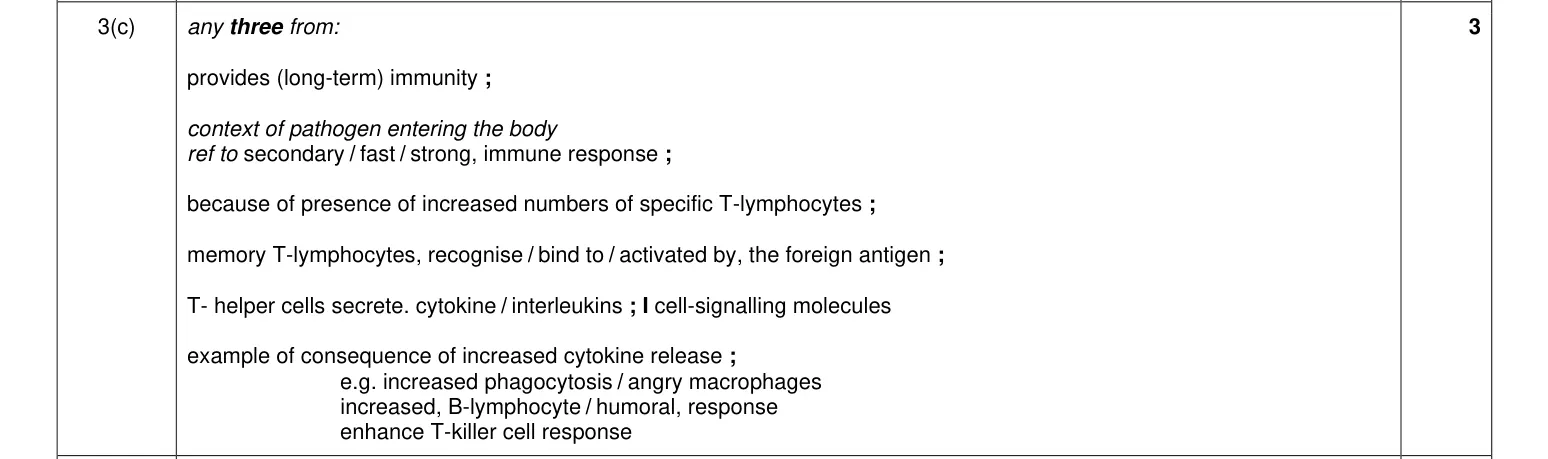 3(c) any three from: 3
provides (long-term) immunity ;
context of pathogen entering the body
ref to secondary / fast / strong, immune response ;
because of presence of increased numbers of specific T-lymphocytes ;
memory T-lymphocytes, recognise / bind to / activated by, the foreign antigen ;
T- helper cells secrete. cytokine / interleukins ; I cell-signalling molecules
example of consequence of increased cytokine release ;
e.g. increased phagocytosis / angry macrophages
increased, B-lymphocyte / humoral, response
enhance T-killer cell response